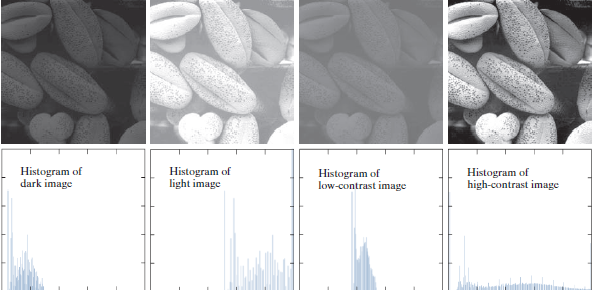 Histogram of
dark image
Histogram of
light image
Histogram of
low-contrast image
Histogram of
high-contrast image